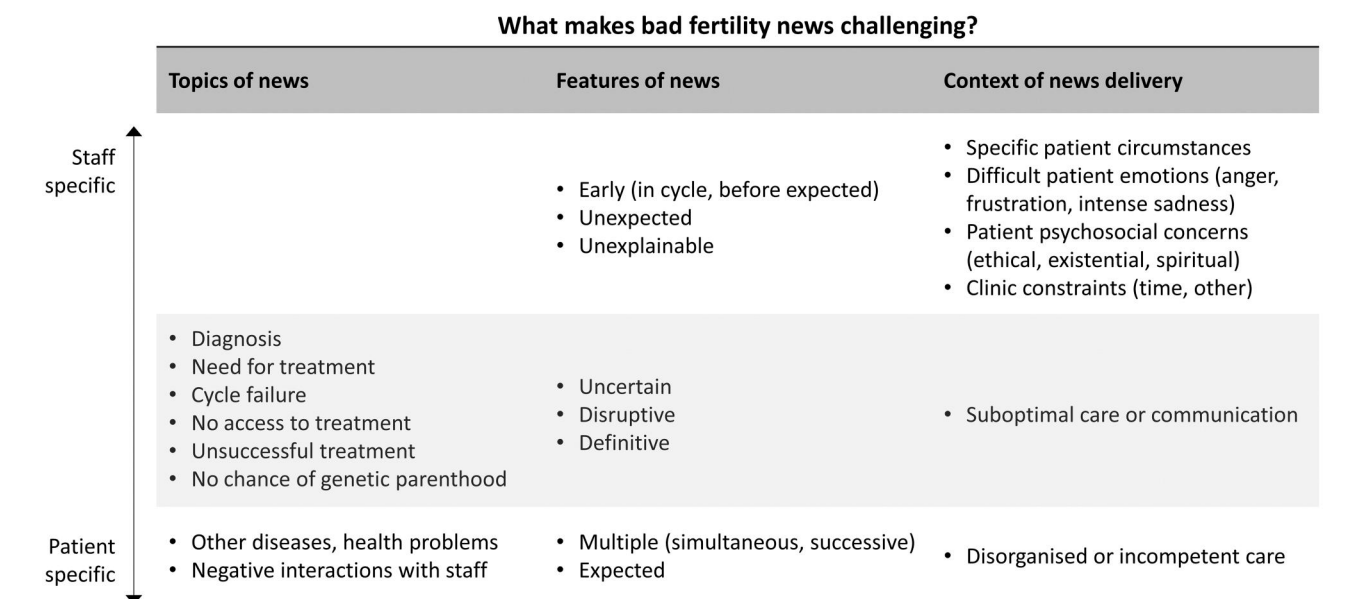 What makes bad fertility news challenging?
Topics of news
Features of news
Context of news delivery
Staff
specific
• Early (in cycle, before expected)
• Unexpected
• Unexplainable
• Specific patient circumstances
• Difficult patient emotions (anger,
frustration, intense sadness)
• Patient psychosocial concerns
(ethical, existential, spiritual)
• Clinic constraints (time, other)
• Diagnosis
• Need for treatment
• Cycle failure
• No access to treatment
• Unsuccessful treatment
• No chance of genetic parenthood
• Uncertain
• Disruptive
• Definitive
• Suboptimal care or communication
Patient
specific
• Other diseases, health problems
• Negative interactions with staff
• Multiple (simultaneous, successive)
• Expected
• Disorganised or incompetent care